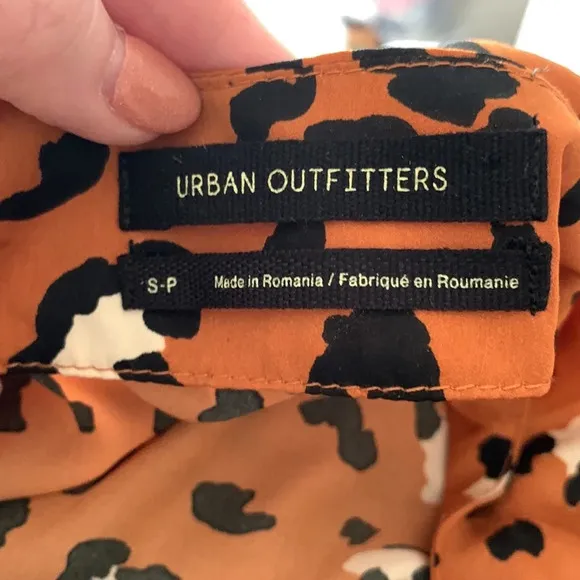 URBAN OUTFITTERS
S-P Made in Romania / Fabriqué en Roumanie